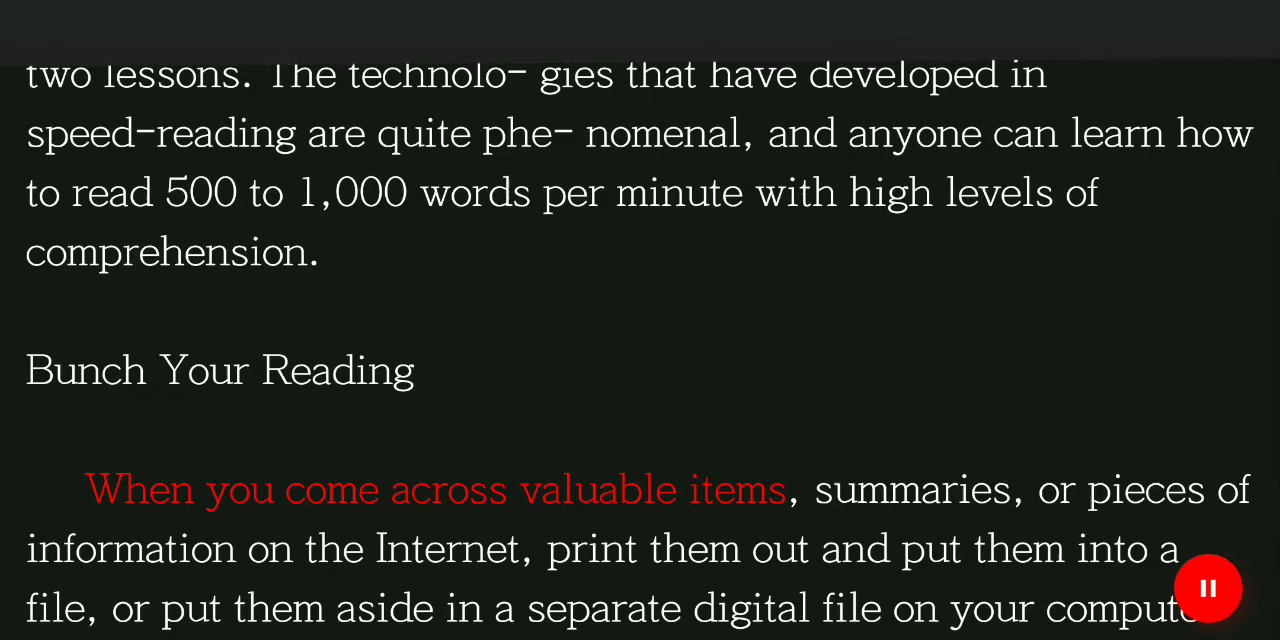 two lessons. The technolo- gies that have developed in
speed-reading are quite phe- nomenal, and anyone can learn how
to read 500 to 1,000 words per minute with high levels of
comprehension.
Bunch Your Reading
When you come across valuable items, summaries, or pieces of
information on the Internet, print them out and put them into a
file, or put them aside in a separate digital file on your